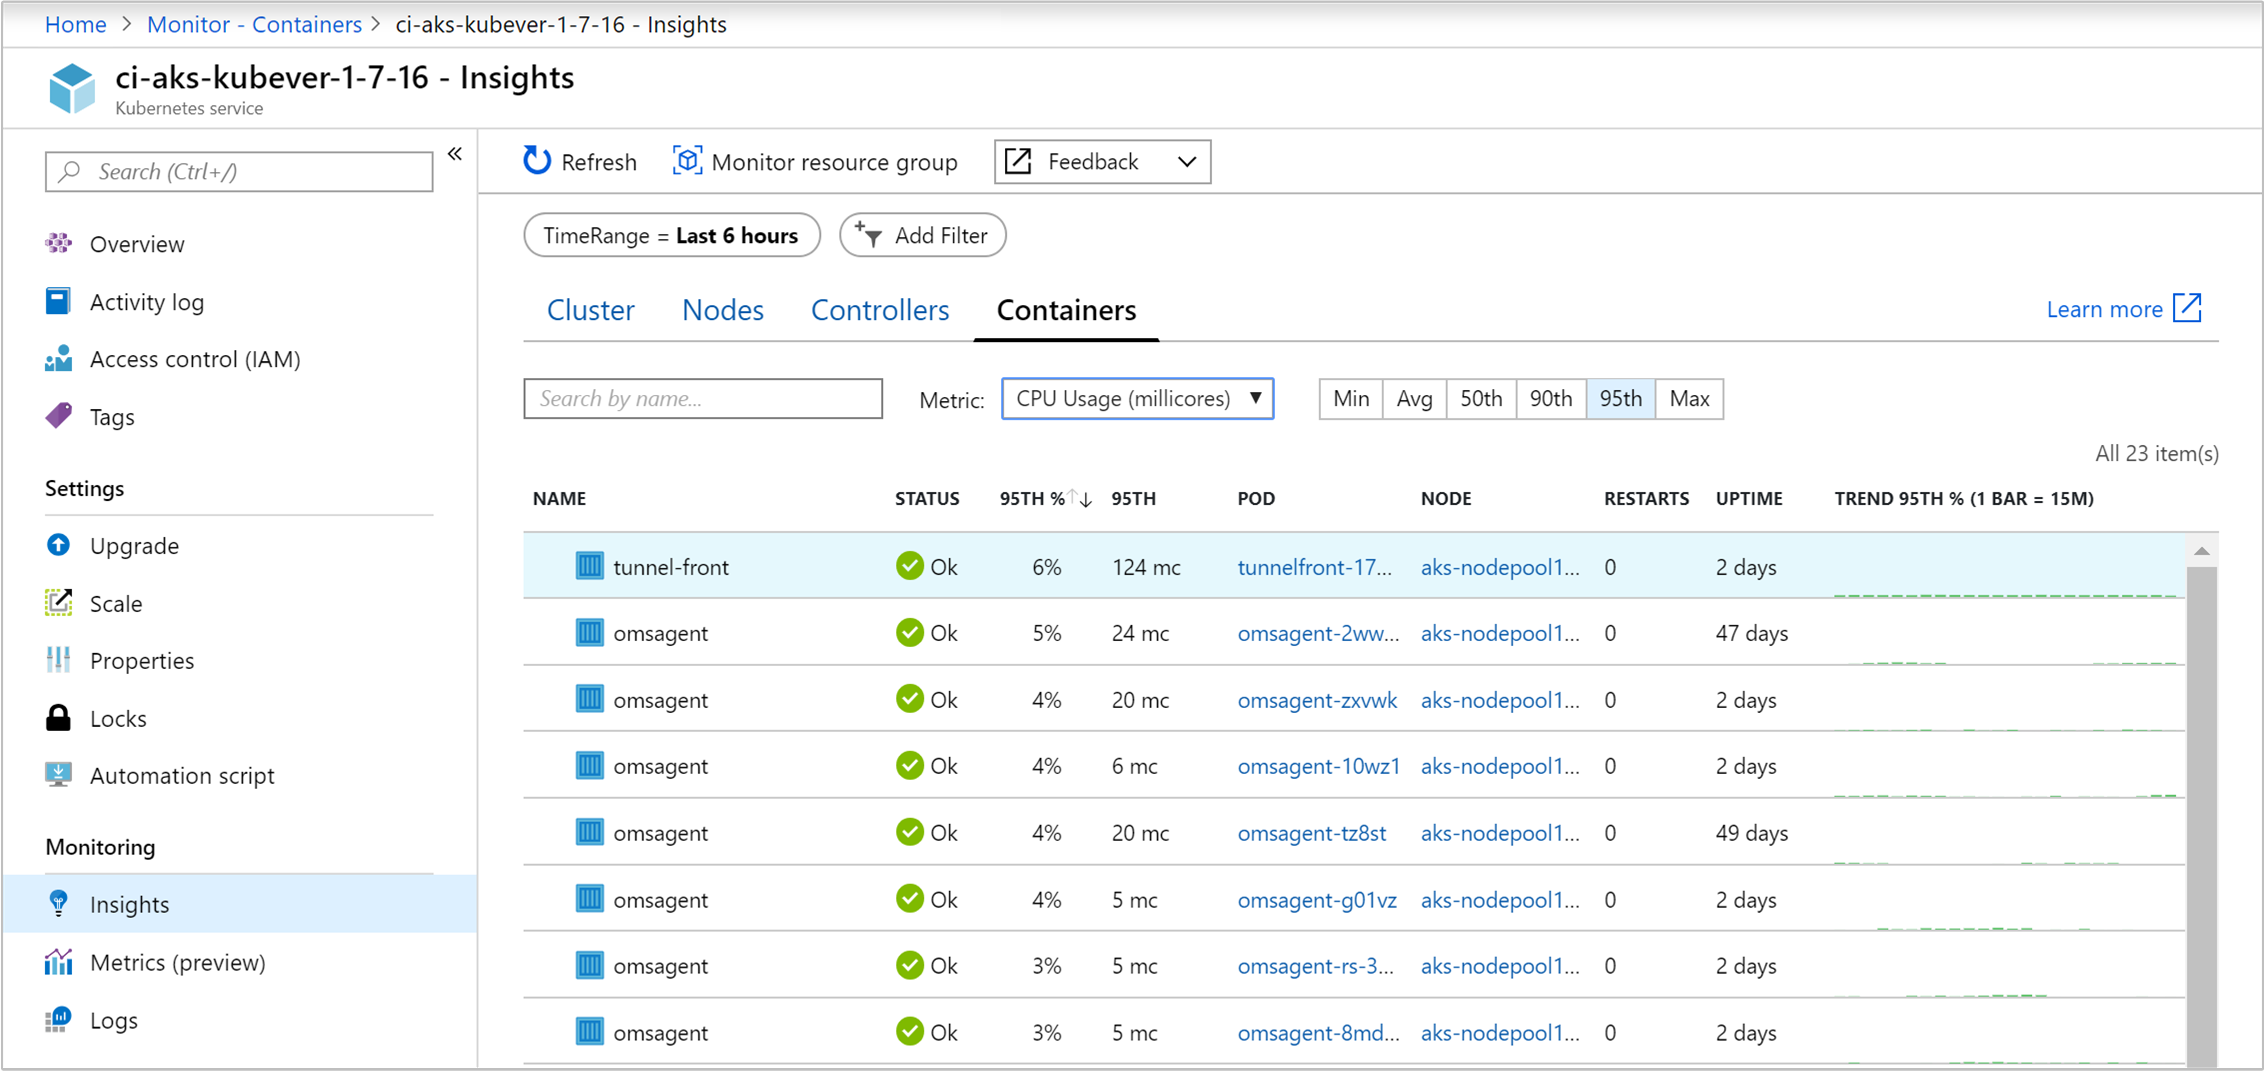 Home > Monitor - Containers > ci-aks-kubever-1-7-16 - Insights
ci-aks-kubever-1-7-16 - Insights
Kubernetes service
Search (Ctrl+/)
«
Overview
Activity log
Access control (IAM)
Tags
Settings
Upgrade
Scale
Properties
Locks
Automation script
Monitoring
Insights
Metrics (preview)
Logs
Refresh Monitor resource group Feedback
TimeRange = Last 6 hours Add Filter
Cluster Nodes Controllers Containers Learn more
Search by name... Metric: CPU Usage (millicores) Min Avg 50th 90th 95th Max
All 23 item(s)
NAME STATUS 95TH %↑↓ 95TH POD NODE RESTARTS UPTIME TREND 95TH % (1 BAR = 15M)
tunnel-front Ok 6% 124 mc tunnelfront-17... aks-nodepool1... 0 2 days
omsagent Ok 5% 24 mc omsagent-2ww... aks-nodepool1... 0 47 days
omsagent Ok 4% 20 mc omsagent-zxvwk aks-nodepool1... 0 2 days
omsagent Ok 4% 6 mc omsagent-10wz1 aks-nodepool1... 0 2 days
omsagent Ok 4% 20 mc omsagent-tz8st aks-nodepool1... 0 49 days
omsagent Ok 4% 5 mc omsagent-g01vz aks-nodepool1... 0 2 days
omsagent Ok 3% 5 mc omsagent-rs-3... aks-nodepool1... 0 2 days
omsagent Ok 3% 5 mc omsagent-8md... aks-nodepool1... 0 2 days